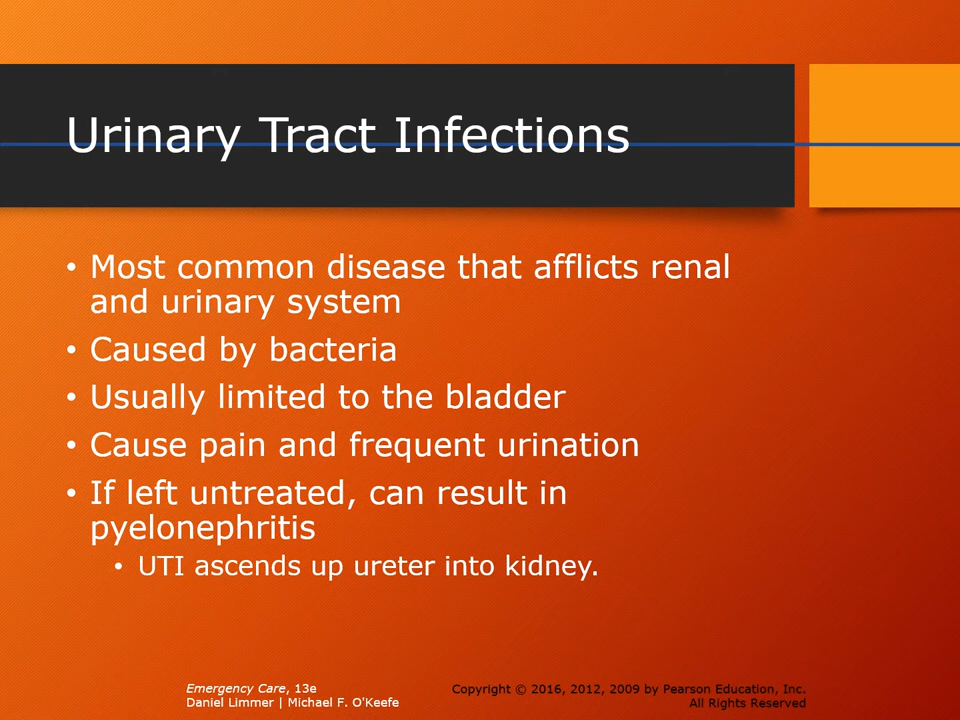 Urinary Tract Infections
• Most common disease that afflicts renal
and urinary system
• Caused by bacteria
• Usually limited to the bladder
• Cause pain and frequent urination
• If left untreated, can result in
pyelonephritis
• UTI ascends up ureter into kidney.
Emergency Care, 13e
Daniel Limmer | Michael F. O'Keefe
Copyright © 2016, 2012, 2009 by Pearson Education, Inc.
All Rights Reserved